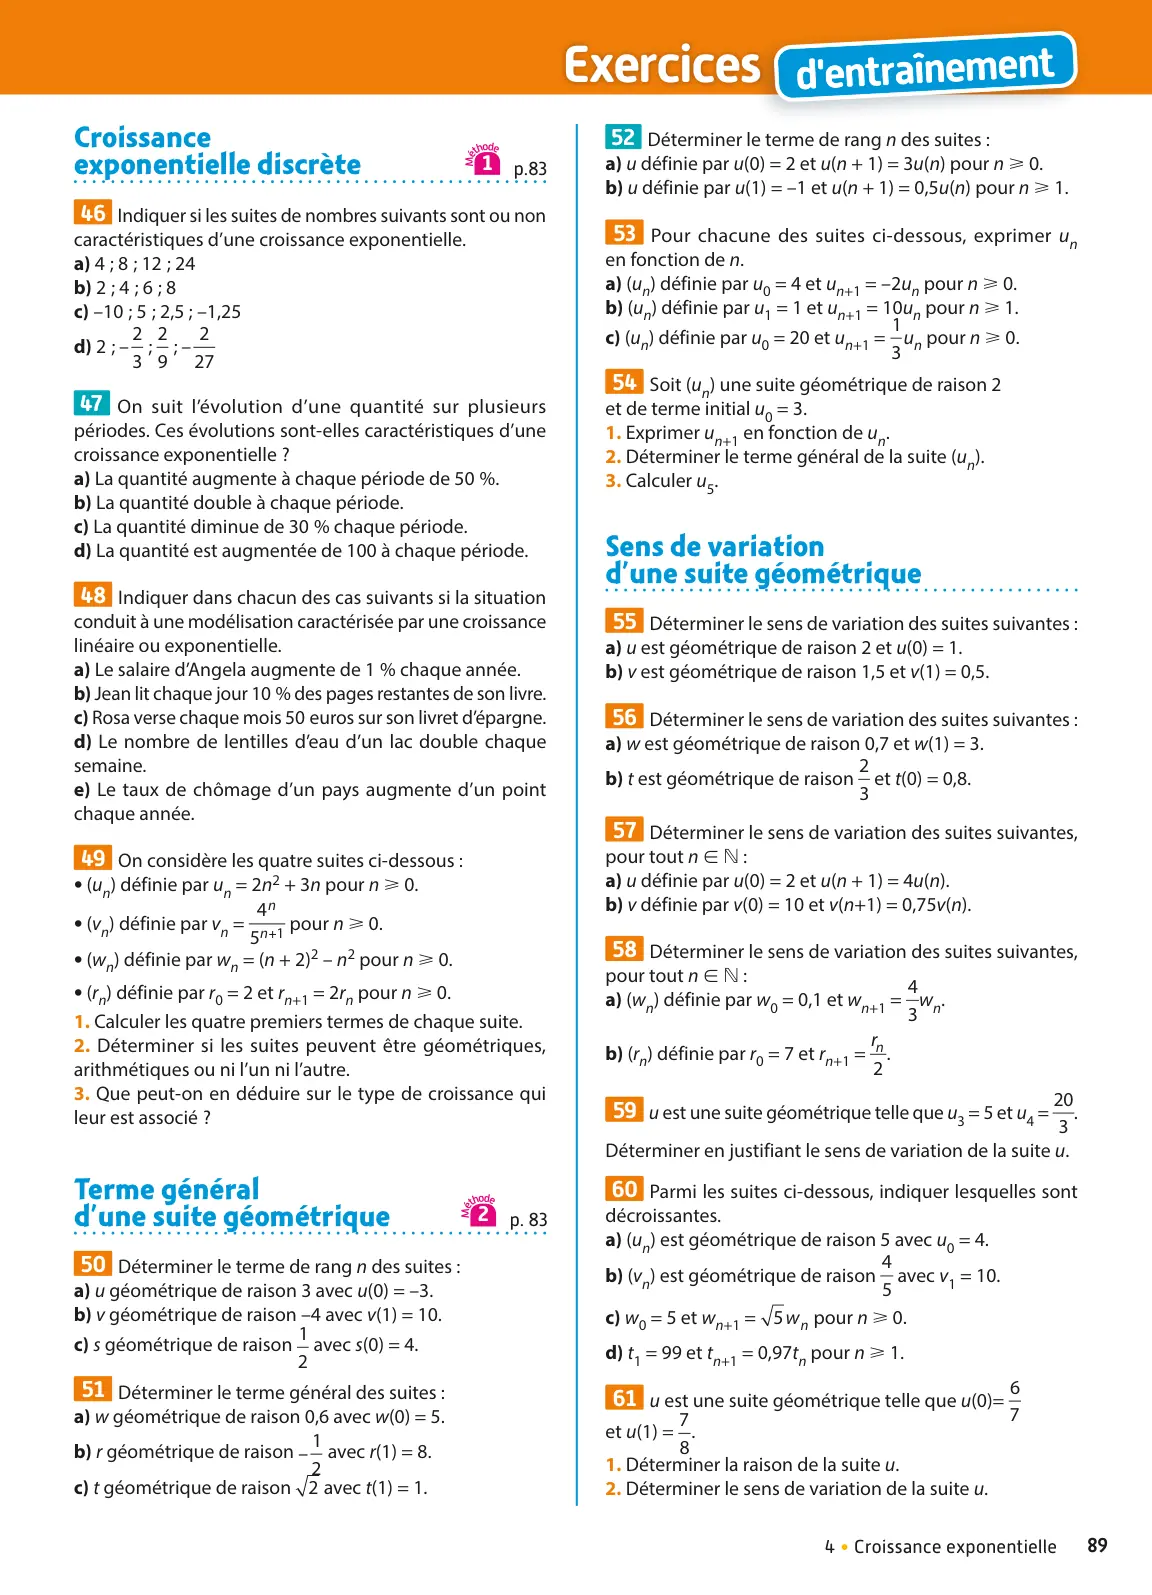 Exercices d'entraînement
Croissance
exponentielle discrète
Méthode 1 p.83
46 Indiquer si les suites de nombres suivants sont ou non
caractéristiques d’une croissance exponentielle.
a) 4 ; 8 ; 12 ; 24
b) 2 ; 4 ; 6 ; 8
c) –10 ; 5 ; 2,5 ; –1,25
d) 2 ; –2/3 ; 2/9 ; –2/27
47 On suit l’évolution d’une quantité sur plusieurs
périodes. Ces évolutions sont-elles caractéristiques d’une
croissance exponentielle ?
a) La quantité augmente à chaque période de 50 %.
b) La quantité double à chaque période.
c) La quantité diminue de 30 % chaque période.
d) La quantité est augmentée de 100 à chaque période.
48 Indiquer dans chacun des cas suivants si la situation
conduit à une modélisation caractérisée par une croissance
linéaire ou exponentielle.
a) Le salaire d’Angela augmente de 1 % chaque année.
b) Jean lit chaque jour 10 % des pages restantes de son livre.
c) Rosa verse chaque mois 50 euros sur son livret d’épargne.
d) Le nombre de lentilles d’eau d’un lac double chaque
semaine.
e) Le taux de chômage d’un pays augmente d’un point
chaque année.
49 On considère les quatre suites ci-dessous :
• (uₙ) définie par uₙ = 2n² + 3n pour n ⩾ 0.
• (vₙ) définie par vₙ = 4ⁿ/5ⁿ⁺¹ pour n ⩾ 0.
• (wₙ) définie par wₙ = (n + 2)² – n² pour n ⩾ 0.
• (rₙ) définie par r₀ = 2 et rₙ₊₁ = 2rₙ pour n ⩾ 0.
1. Calculer les quatre premiers termes de chaque suite.
2. Déterminer si les suites peuvent être géométriques,
arithmétiques ou ni l’un ni l’autre.
3. Que peut-on en déduire sur le type de croissance qui
leur est associé ?
Terme général
d’une suite géométrique
Méthode 2 p. 83
50 Déterminer le terme de rang n des suites :
a) u géométrique de raison 3 avec u(0) = –3.
b) v géométrique de raison –4 avec v(1) = 10.
c) s géométrique de raison 1/2 avec s(0) = 4.
51 Déterminer le terme général des suites :
a) w géométrique de raison 0,6 avec w(0) = 5.
b) r géométrique de raison –1/2 avec r(1) = 8.
c) t géométrique de raison √2 avec t(1) = 1.
52 Déterminer le terme de rang n des suites :
a) u définie par u(0) = 2 et u(n + 1) = 3u(n) pour n ⩾ 0.
b) u définie par u(1) = –1 et u(n + 1) = 0,5u(n) pour n ⩾ 1.
53 Pour chacune des suites ci-dessous, exprimer uₙ
en fonction de n.
a) (uₙ) définie par u₀ = 4 et uₙ₊₁ = –2uₙ pour n ⩾ 0.
b) (uₙ) définie par u₁ = 1 et uₙ₊₁ = 10uₙ pour n ⩾ 1.
c) (uₙ) définie par u₀ = 20 et uₙ₊₁ = 1/3 uₙ pour n ⩾ 0.
54 Soit (uₙ) une suite géométrique de raison 2
et de terme initial u₀ = 3.
1. Exprimer uₙ₊₁ en fonction de uₙ.
2. Déterminer le terme général de la suite (uₙ).
3. Calculer u₅.
Sens de variation
d’une suite géométrique
55 Déterminer le sens de variation des suites suivantes :
a) u est géométrique de raison 2 et u(0) = 1.
b) v est géométrique de raison 1,5 et v(1) = 0,5.
56 Déterminer le sens de variation des suites suivantes :
a) w est géométrique de raison 0,7 et w(1) = 3.
b) t est géométrique de raison 2/3 et t(0) = 0,8.
57 Déterminer le sens de variation des suites suivantes,
pour tout n ∈ ℕ :
a) u définie par u(0) = 2 et u(n + 1) = 4u(n).
b) v définie par v(0) = 10 et v(n+1) = 0,75v(n).
58 Déterminer le sens de variation des suites suivantes,
pour tout n ∈ ℕ :
a) (wₙ) définie par w₀ = 0,1 et wₙ₊₁ = 4/3 wₙ.
b) (rₙ) définie par r₀ = 7 et rₙ₊₁ = rₙ/2.
59 u est une suite géométrique telle que u₃ = 5 et u₄ = 20/3.
Déterminer en justifiant le sens de variation de la suite u.
60 Parmi les suites ci-dessous, indiquer lesquelles sont
décroissantes.
a) (uₙ) est géométrique de raison 5 avec u₀ = 4.
b) (vₙ) est géométrique de raison 4/5 avec v₁ = 10.
c) w₀ = 5 et wₙ₊₁ = √5 wₙ pour n ⩾ 0.
d) t₁ = 99 et tₙ₊₁ = 0,97tₙ pour n ⩾ 1.
61 u est une suite géométrique telle que u(0)= 6/7
et u(1) = 7/8.
1. Déterminer la raison de la suite u.
2. Déterminer le sens de variation de la suite u.
4 • Croissance exponentielle 89